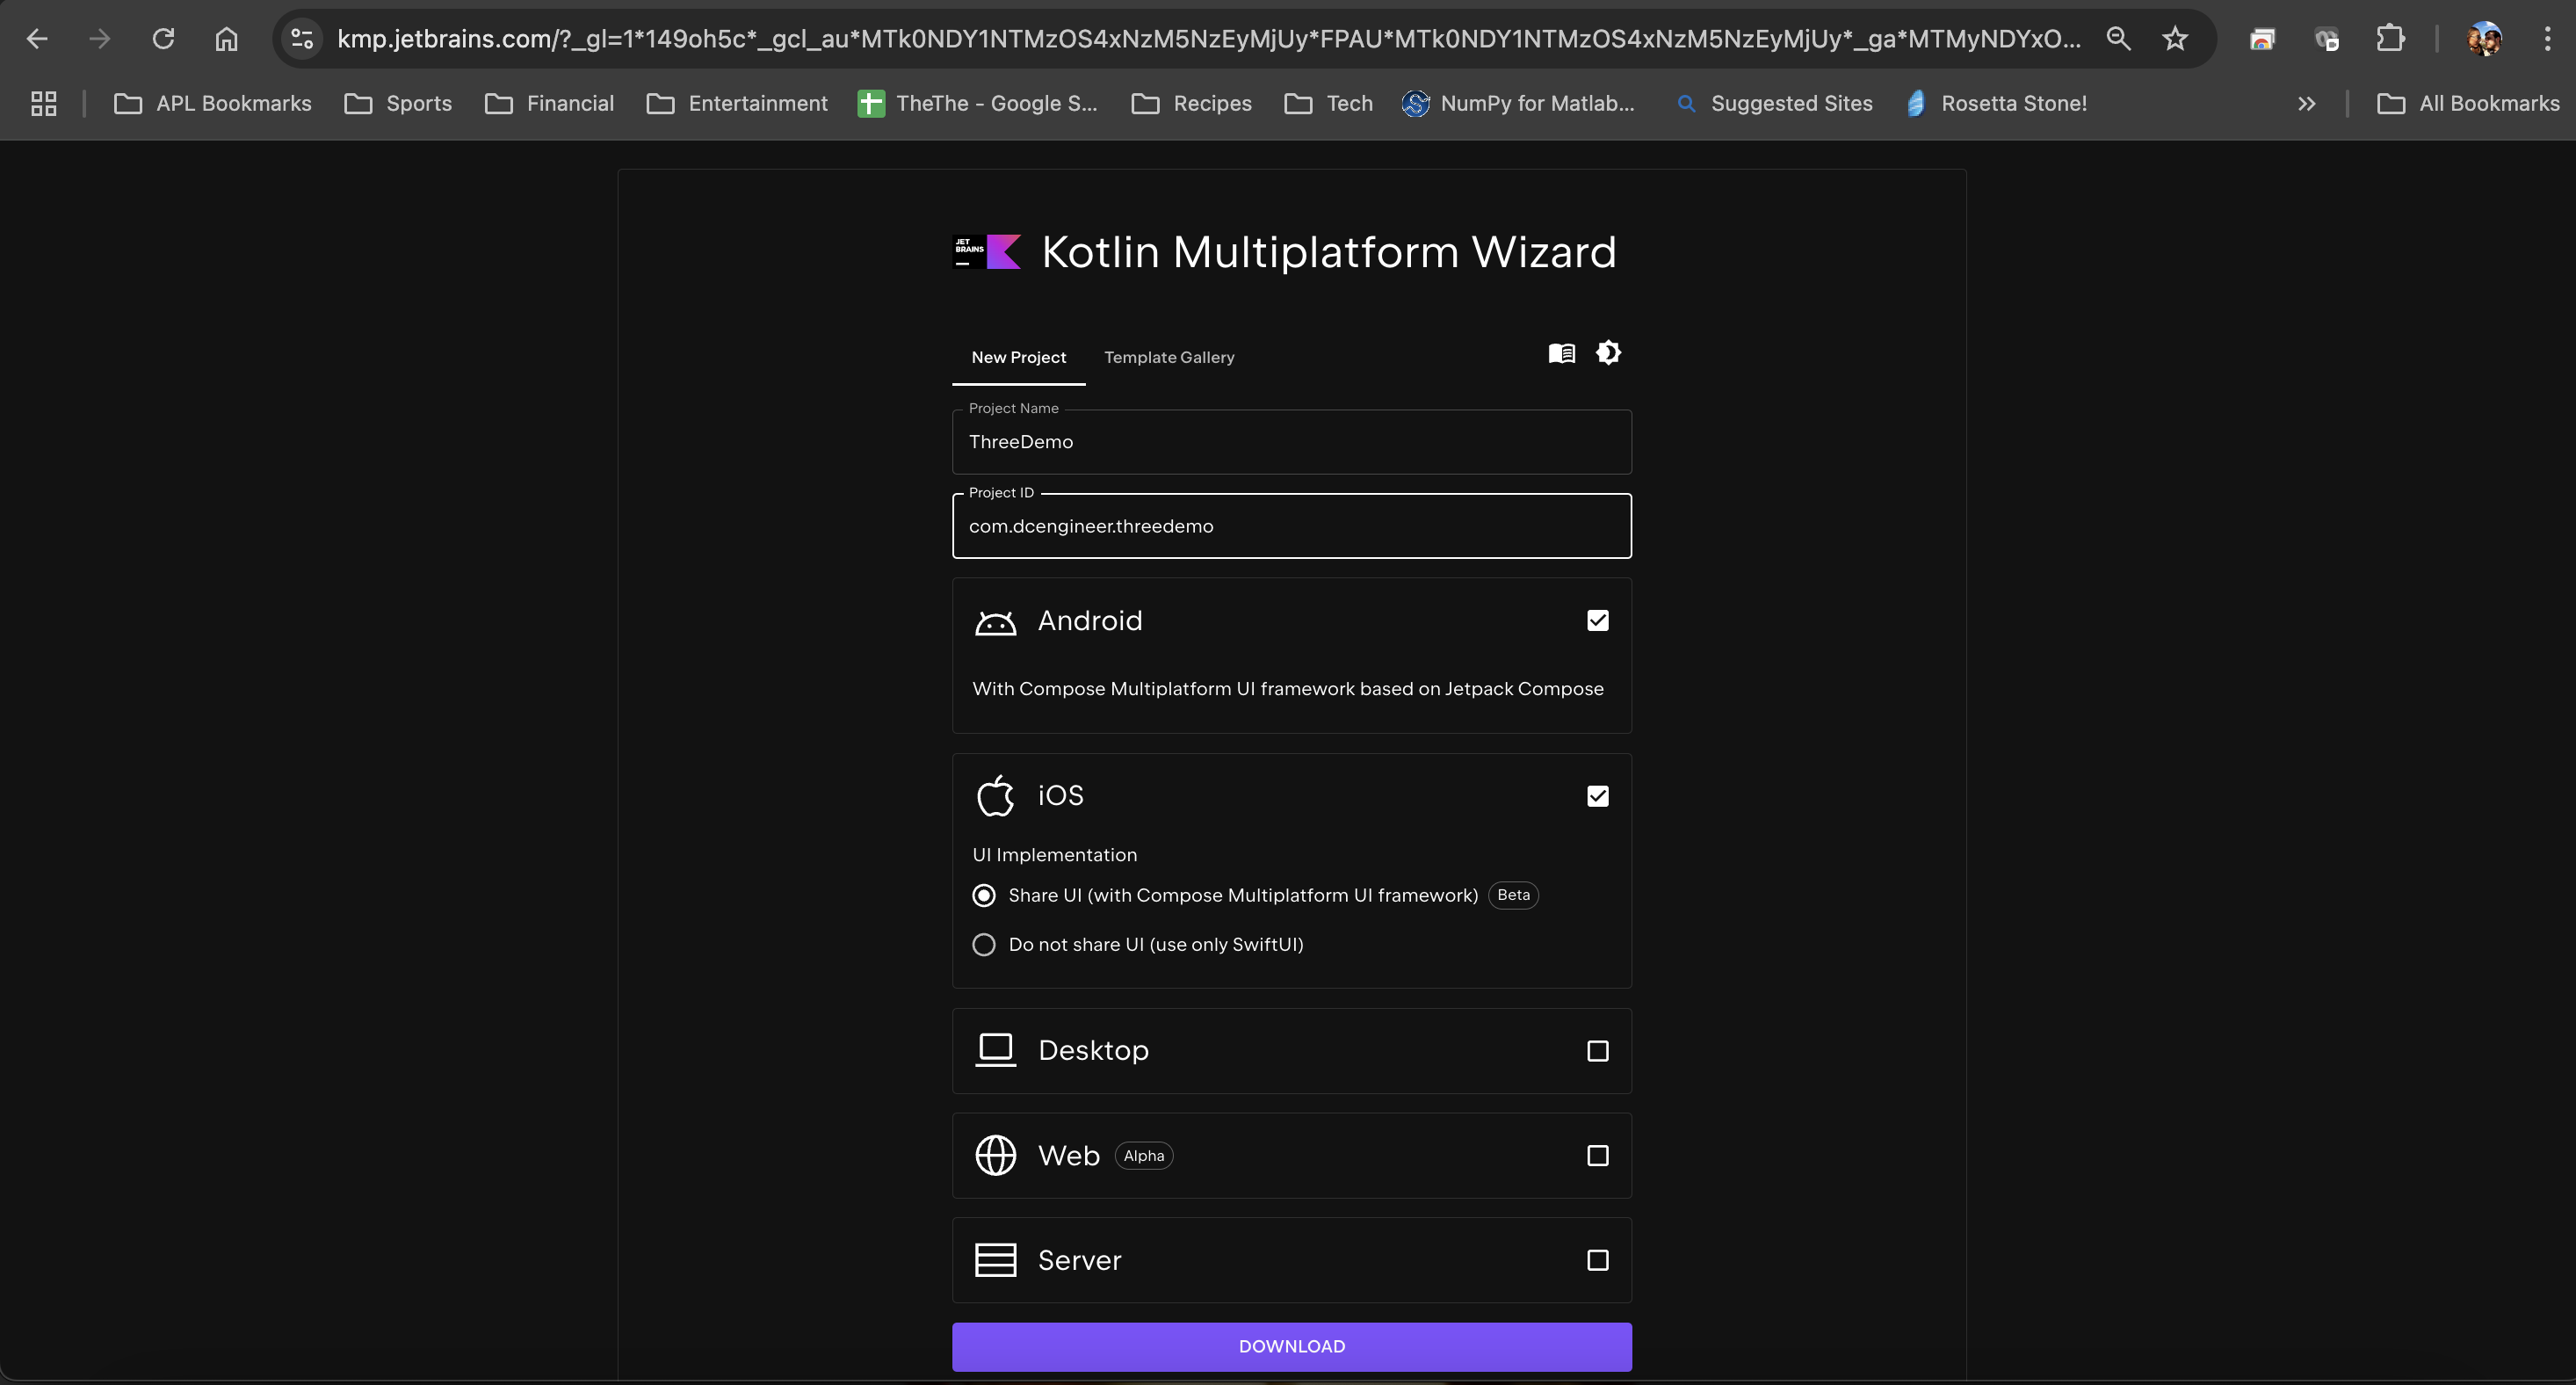 kmp.jetbrains.com/?_gl=1*149oh5c*_gcl_au*MTk0NDY1NTMzOS4xNzM5NzEyMjUy*FPAU*MTk0NDY1NTMzOS4xNzM5NzEyMjUy*_ga*MTMyNDYxO...
APL Bookmarks Sports Financial Entertainment TheThe - Google S... Recipes Tech NumPy for Matlab... Suggested Sites Rosetta Stone! All Bookmarks
JET
BRAINS
Kotlin Multiplatform Wizard
New Project Template Gallery
Project Name
ThreeDemo
Project ID
com.dcengineer.threedemo
Android
With Compose Multiplatform UI framework based on Jetpack Compose
iOS
UI Implementation
Share UI (with Compose Multiplatform UI framework) Beta
Do not share UI (use only SwiftUI)
Desktop
Web Alpha
Server
DOWNLOAD